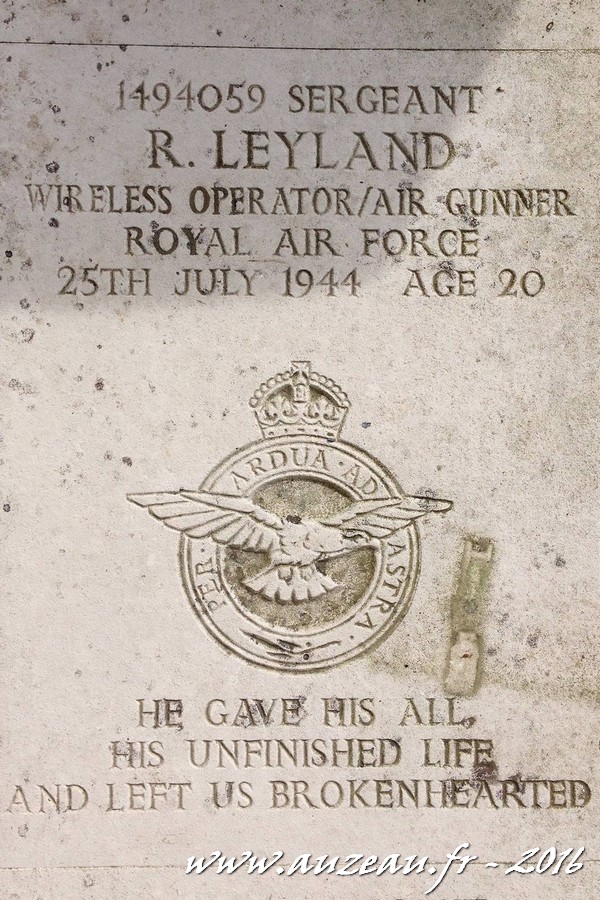 1494059 SERGEANT
R. LEYLAND
WIRELESS OPERATOR/AIR GUNNER
ROYAL AIR FORCE
25TH JULY 1944 AGE 20
PER · ARDUA · AD · ASTRA ·
HE GAVE HIS ALL,
HIS UNFINISHED LIFE
AND LEFT US BROKENHEARTED
www.auzeau.fr - 2016